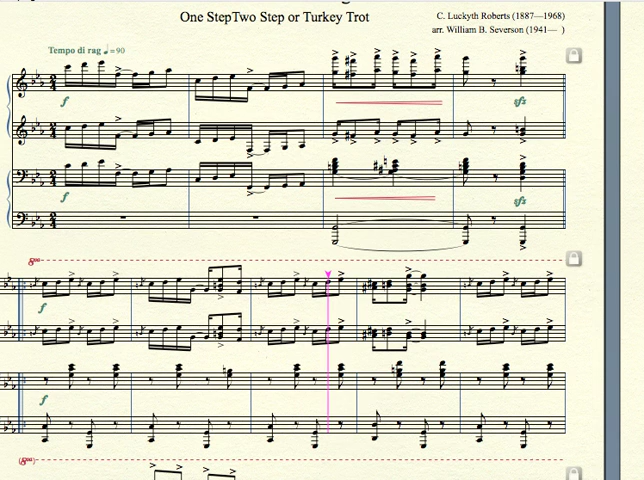 One StepTwo Step or Turkey Trot
C. Luckyth Roberts (1887—1968)
arr. William B. Severson (1941— )
Tempo di rag ♩=90
f
sfz
f
sfz
8va
f
f
(8va)